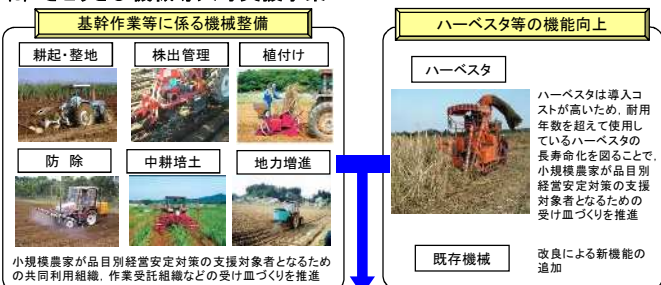 基幹作業等に係る機械整備
耕起・整地
株出管理
植付け
防 除
中耕培土
地力増進
小規模農家が品目別経営安定対策の支援対象者となるため
の共同利用組織，作業受託組織などの受け皿づくりを推進
ハーベスタ等の機能向上
ハーベスタ
ハーベスタは導入コ
ストが高いため，耐用
年数を超えて使用し
ているハーベスタの
長寿命化を図ることで，
小規模農家が品目別
経営安定対策の支援
対象者となるための
受け皿づくりを推進
既存機械
改良による新機能の
追加